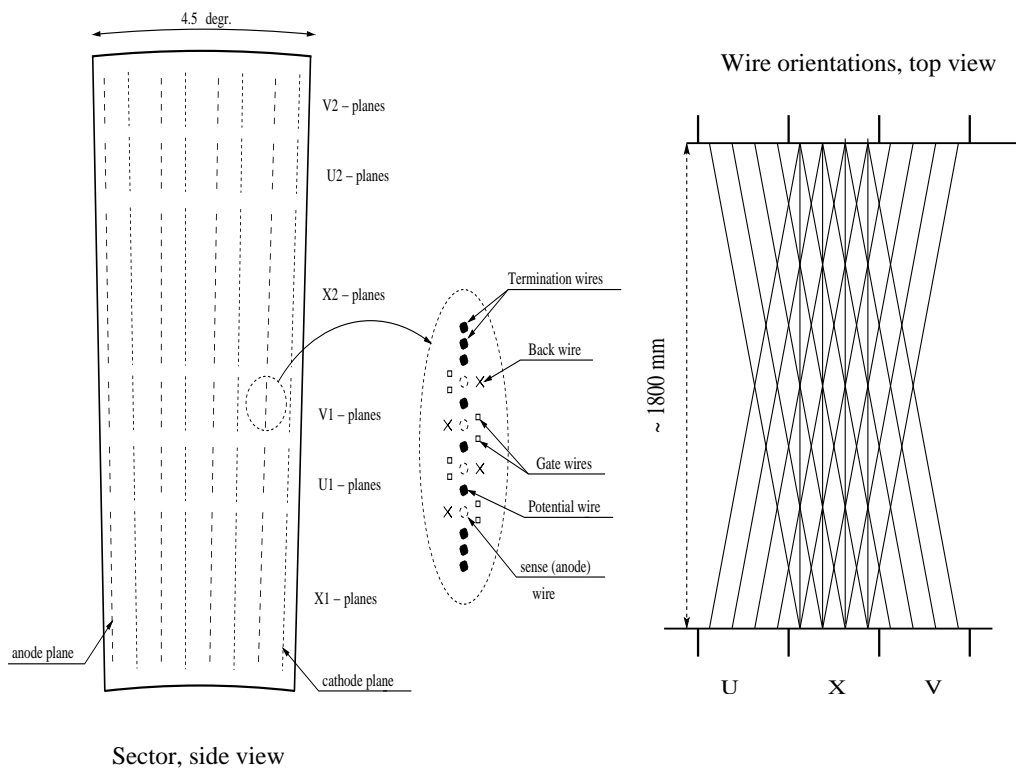 4.5 degr.
V2 – planes
U2 – planes
X2 – planes
V1 – planes
U1 – planes
X1 – planes
anode plane
cathode plane
Sector, side view
Termination wires
Back wire
Gate wires
Potential wire
sense (anode)
wire
Wire orientations, top view
~ 1800 mm
U X V